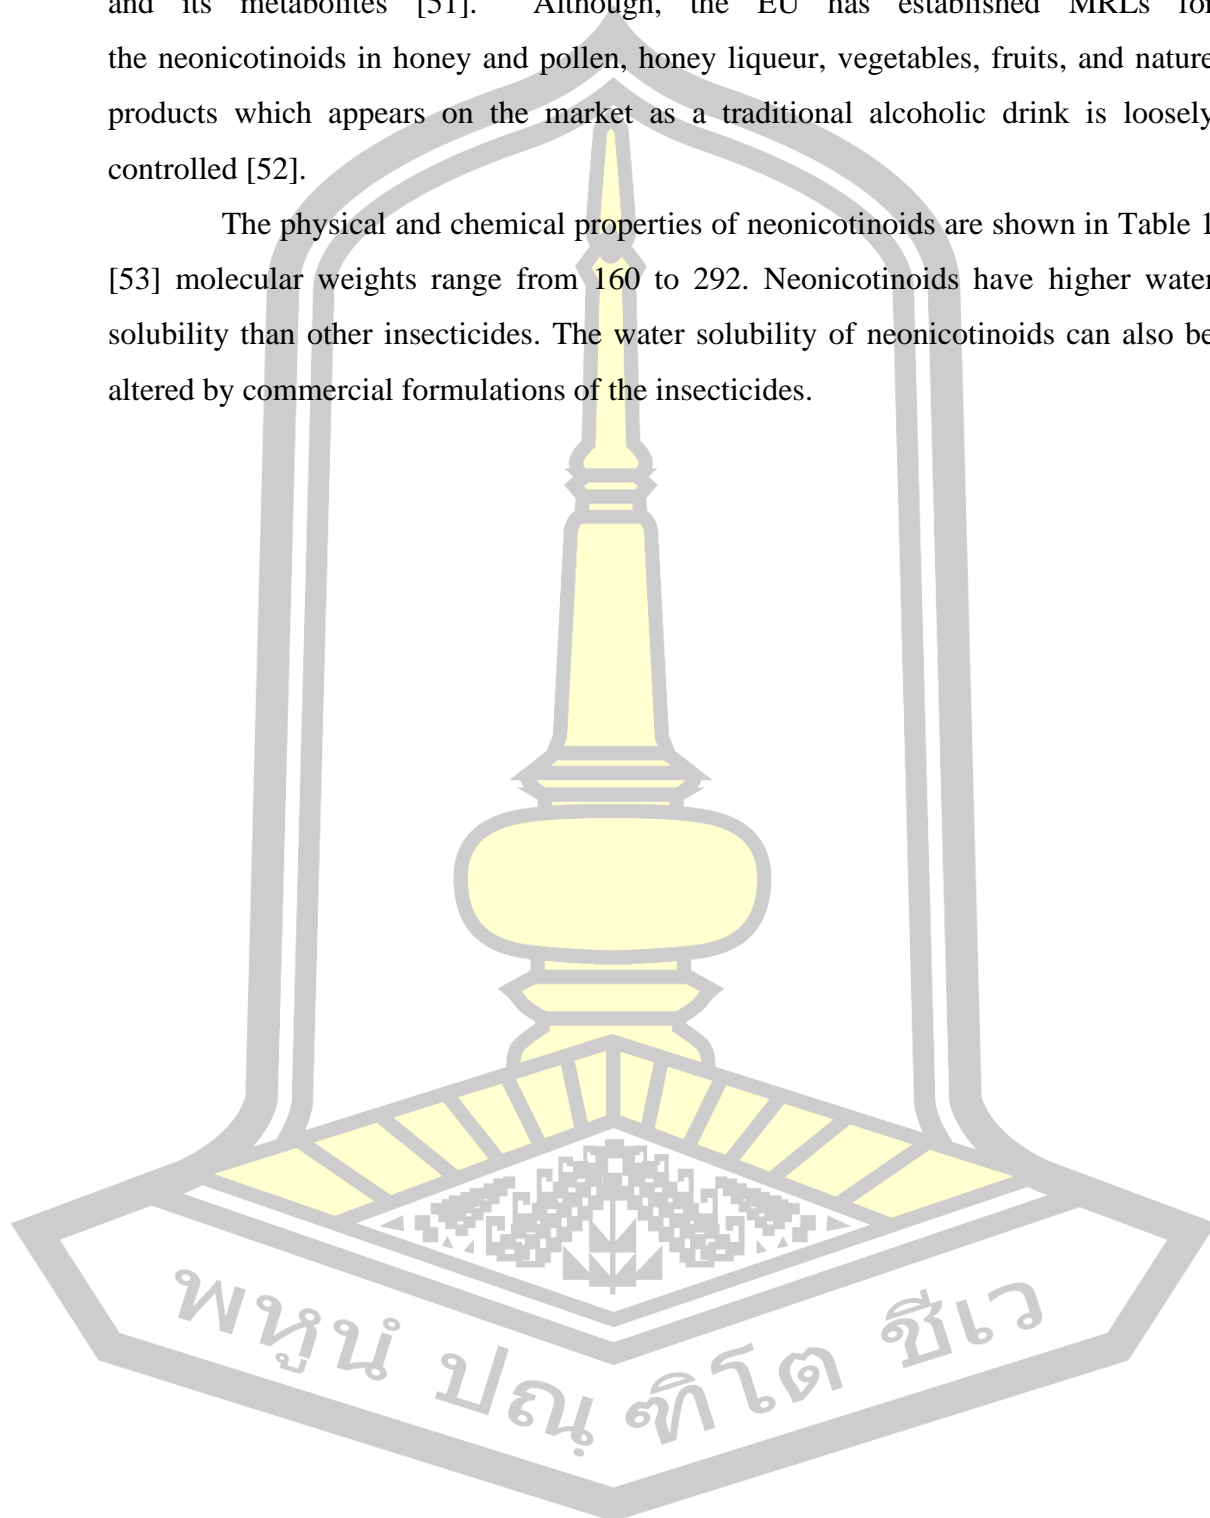 and its metabolites [51]. Although, the EU has established MRLs for
the neonicotinoids in honey and pollen, honey liqueur, vegetables, fruits, and nature
products which appears on the market as a traditional alcoholic drink is loosely
controlled [52].
The physical and chemical properties of neonicotinoids are shown in Table 1
[53] molecular weights range from 160 to 292. Neonicotinoids have higher water
solubility than other insecticides. The water solubility of neonicotinoids can also be
altered by commercial formulations of the insecticides.
พหูนํ ปณฺ ฑิโต ชีเว